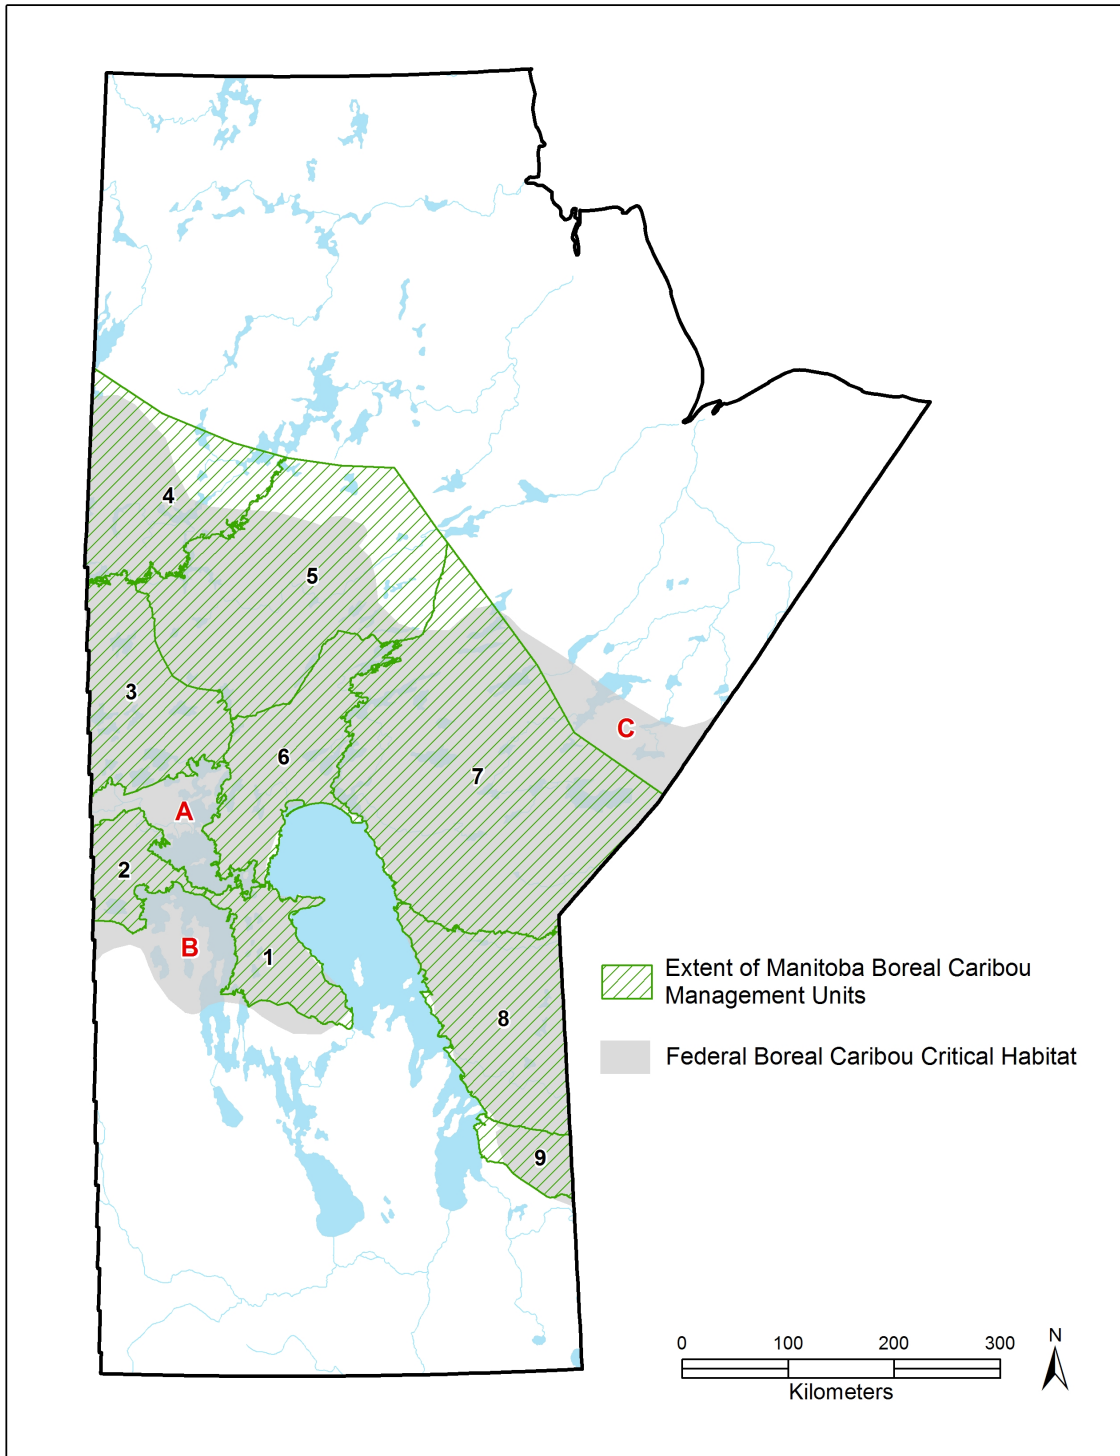 4
5
3
C
6
7
A
2
B
1
Extent of Manitoba Boreal Caribou
Management Units
8
Federal Boreal Caribou Critical Habitat
9
N
0 100 200 300
Kilometers